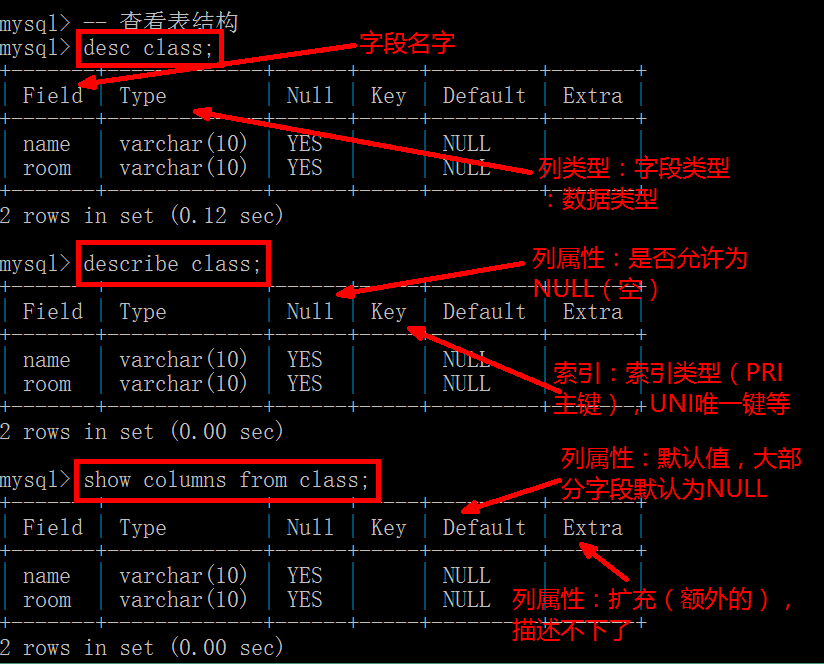 mysql> -- 查看表结构
mysql> desc class;
字段名字
Field Type Null Key Default Extra
name varchar(10) YES NULL
room varchar(10) YES NULL
列类型：字段类型
：数据类型
2 rows in set (0.12 sec)
mysql> describe class;
列属性：是否允许为
NULL（空）
Field Type Null Key Default Extra
name varchar(10) YES NULL
room varchar(10) YES NULL
索引：索引类型（PRI
主键），UNI唯一键等
2 rows in set (0.00 sec)
mysql> show columns from class;
列属性：默认值，大部
分字段默认为NULL
Field Type Null Key Default Extra
name varchar(10) YES NULL
room varchar(10) YES NULL
列属性：扩充（额外的），
描述不下了
2 rows in set (0.00 sec)